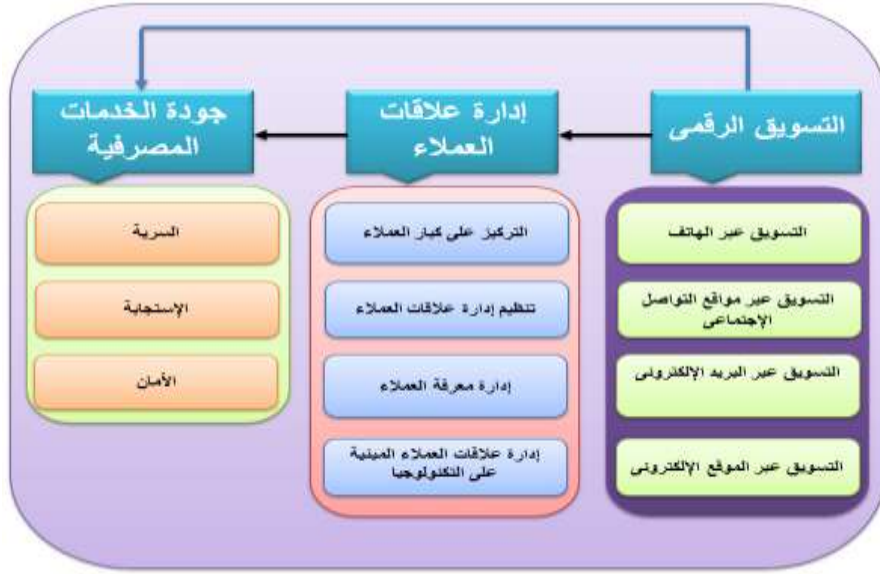 التسويق الرقمى
التسويق عبر الهاتف
التسويق عبر مواقع التواصل
الإجتماعى
التسويق عبر البريد الإلكترونى
التسويق عبر الموقع الإلكترونى
إدارة علاقات
العملاء
التركيز على كبار العملاء
تنظيم إدارة علاقات العملاء
إدارة معرفة العملاء
إدارة علاقات العملاء المبنية
على التكنولوجيا
جودة الخدمات
المصرفية
السرية
الإستجابة
الأمان